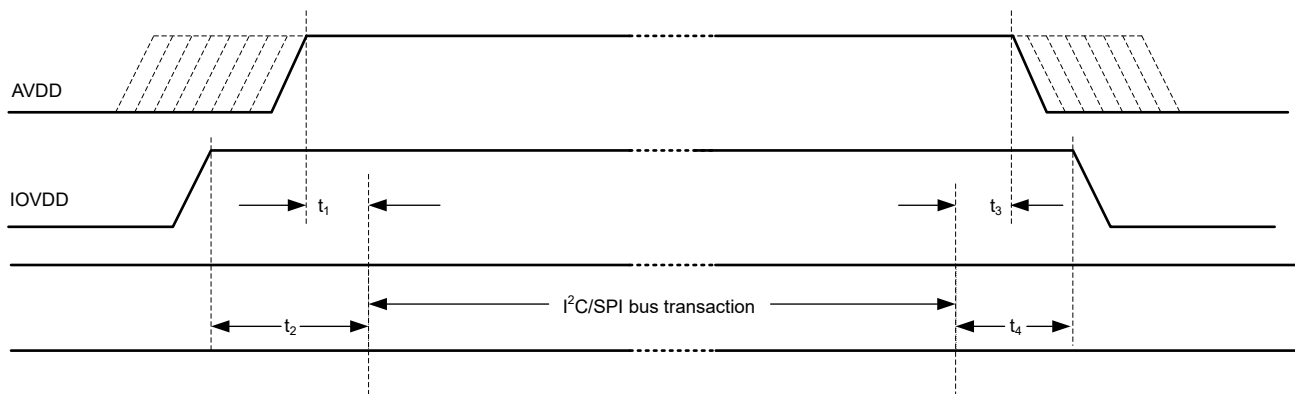 AVDD
IOVDD
t₁
t₃
I²C/SPI bus transaction
t₂
t₄